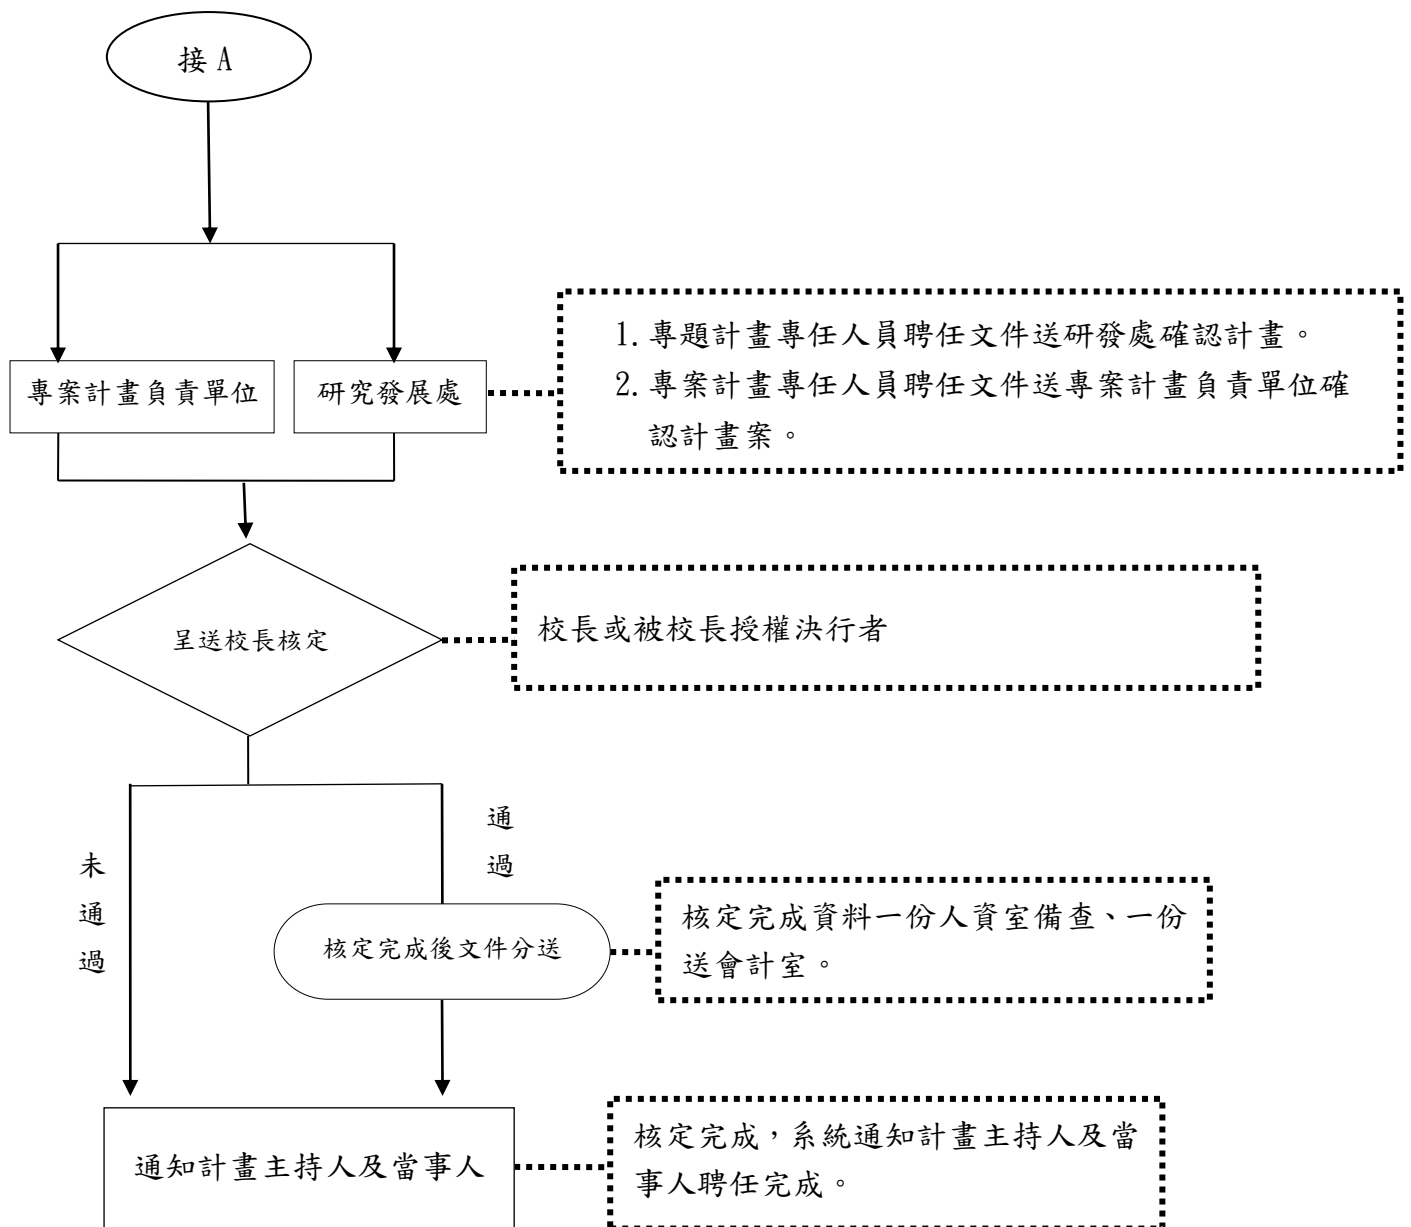 接 A
1. 專題計畫專任人員聘任文件送研發處確認計畫。
專案計畫負責單位
研究發展處
2. 專案計畫專任人員聘任文件送專案計畫負責單位確
認計畫案。
呈送校長核定
校長或被校長授權決行者
通
過
未
通
過
核定完成後文件分送
核定完成資料一份人資室備查、一份
送會計室。
通知計畫主持人及當事人
核定完成，系統通知計畫主持人及當
事人聘任完成。